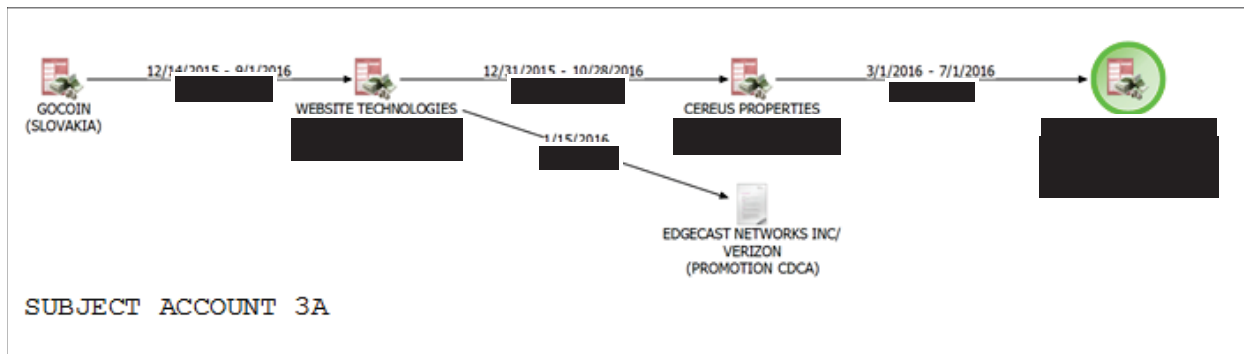 12/14/2015 - 9/1/2016
12/31/2015 - 10/28/2016
3/1/2016 - 7/1/2016
GOCOIN
(SLOVAKIA)
WEBSITE TECHNOLOGIES
CEREUS PROPERTIES
1/15/2016
EDGECAST NETWORKS INC/
VERIZON
(PROMOTION CDCA)
SUBJECT ACCOUNT 3A